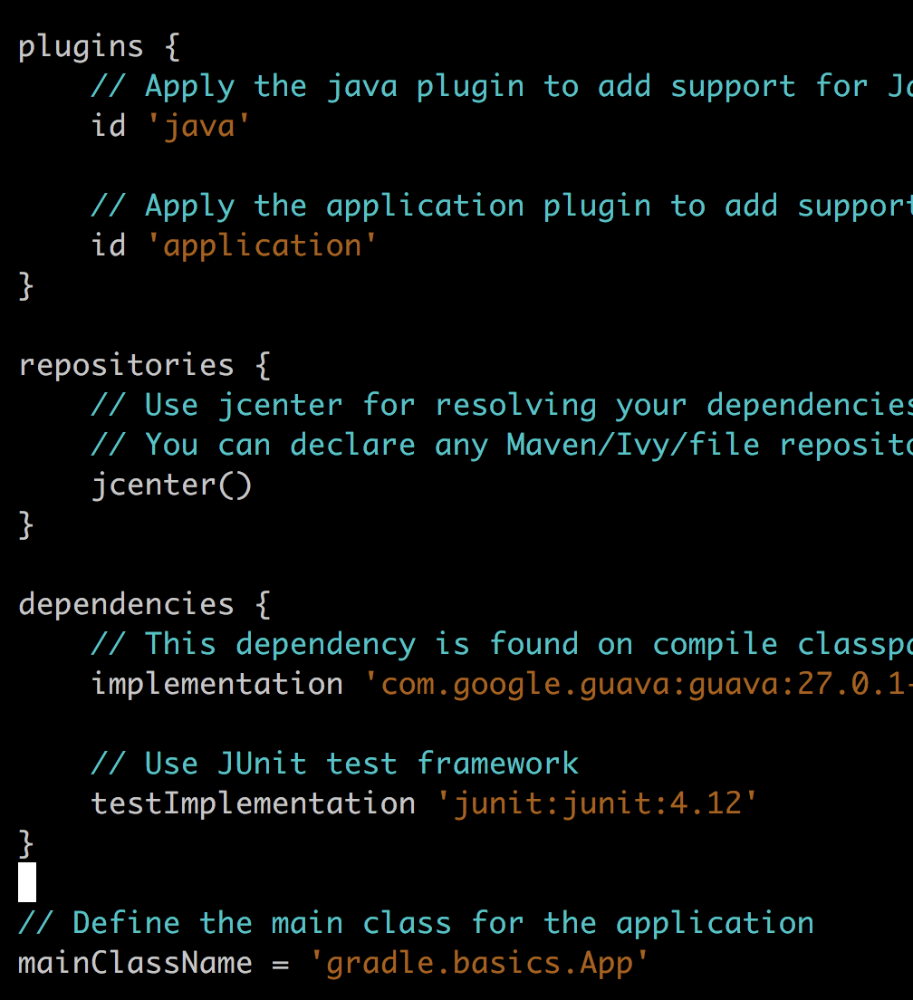 plugins {
    // Apply the java plugin to add support for
    id 'java'

    // Apply the application plugin to add support
    id 'application'
}

repositories {
    // Use jcenter for resolving your dependencies
    // You can declare any Maven/Ivy/file
    jcenter()
}

dependencies {
    // This dependency is found on compile
    implementation 'com.google.guava:guava:27.0.1-

    // Use JUnit test framework
    testImplementation 'junit:junit:4.12'
}

// Define the main class for the application
mainClassName = 'gradle.basics.App'